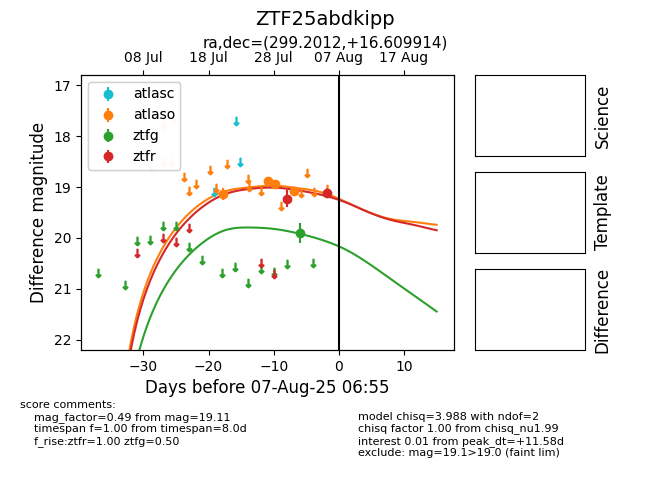 ZTF25abdkipp
ra,dec=(299.2012,+16.609914)
08 Jul 18 Jul 28 Jul 07 Aug 17 Aug
17
18
19
20
21
22
Difference magnitude
atlasc
atlaso
ztfg
ztfr
−30 −20 −10 0 10
Days before 07-Aug-25 06:55
Science
Template
Difference
score comments:
mag_factor=0.49 from mag=19.11
timespan f=1.00 from timespan=8.0d
f_rise:ztfr=1.00 ztfg=0.50
model chisq=3.988 with ndof=2
chisq factor 1.00 from chisq_nu1.99
interest 0.01 from peak_dt=+11.58d
exclude: mag=19.1>19.0 (faint lim)